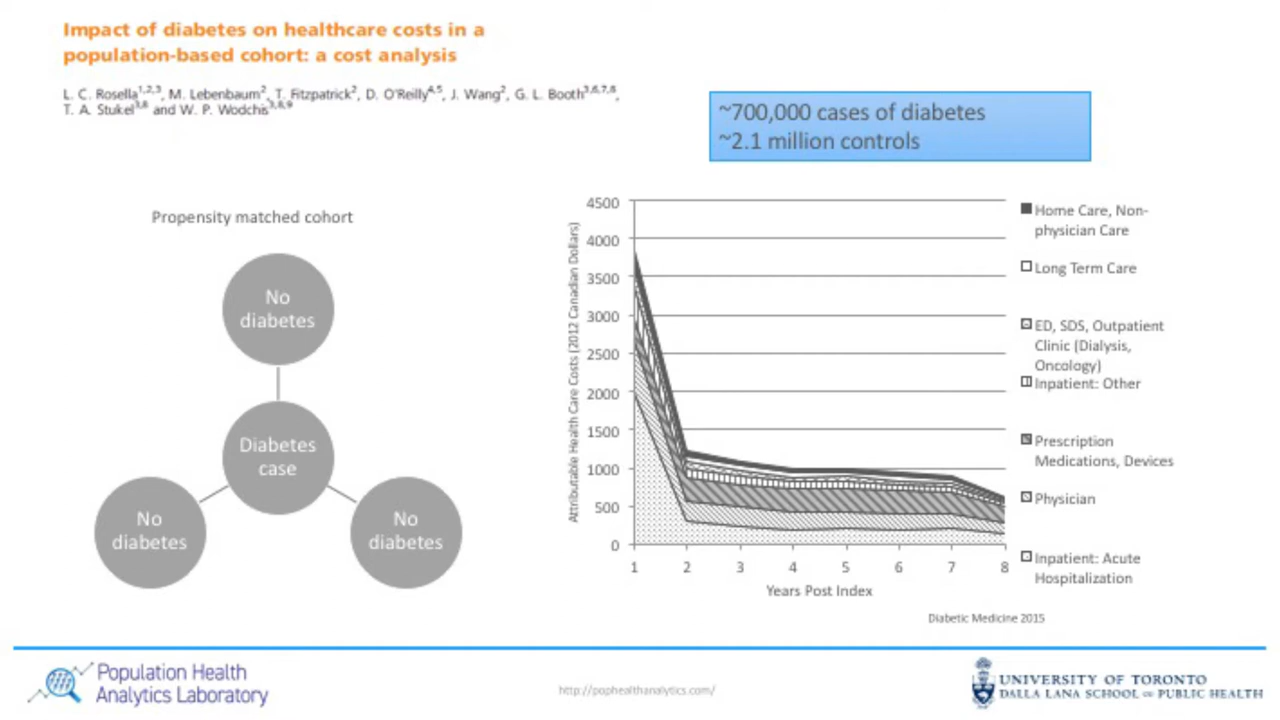 Impact of diabetes on healthcare costs in a
population-based cohort: a cost analysis
L. C. Rosella1,2,3, M. Lebenbaum2, T. Fitzpatrick2, D. O'Reilly4,5, J. Wang2, G. L. Booth3,6,7,8,
T. A. Stukel3,8 and W. P. Wodchis3,8,9
~700,000 cases of diabetes
~2.1 million controls
Propensity matched cohort
No
diabetes
Diabetes
case
No
diabetes
No
diabetes
Attributable Health Care Costs (2012 Canadian Dollars)
4500
4000
3500
3000
2500
2000
1500
1000
500
0
1 2 3 4 5 6 7 8
Years Post Index
Home Care, Non-
physician Care
Long Term Care
ED, SDS, Outpatient
Clinic (Dialysis,
Oncology)
Inpatient: Other
Prescription
Medications, Devices
Physician
Inpatient: Acute
Hospitalization
Diabetic Medicine 2015
Population Health
Analytics Laboratory
http://pophealthanalytics.com/
UNIVERSITY OF TORONTO
DALLA LANA SCHOOL OF PUBLIC HEALTH